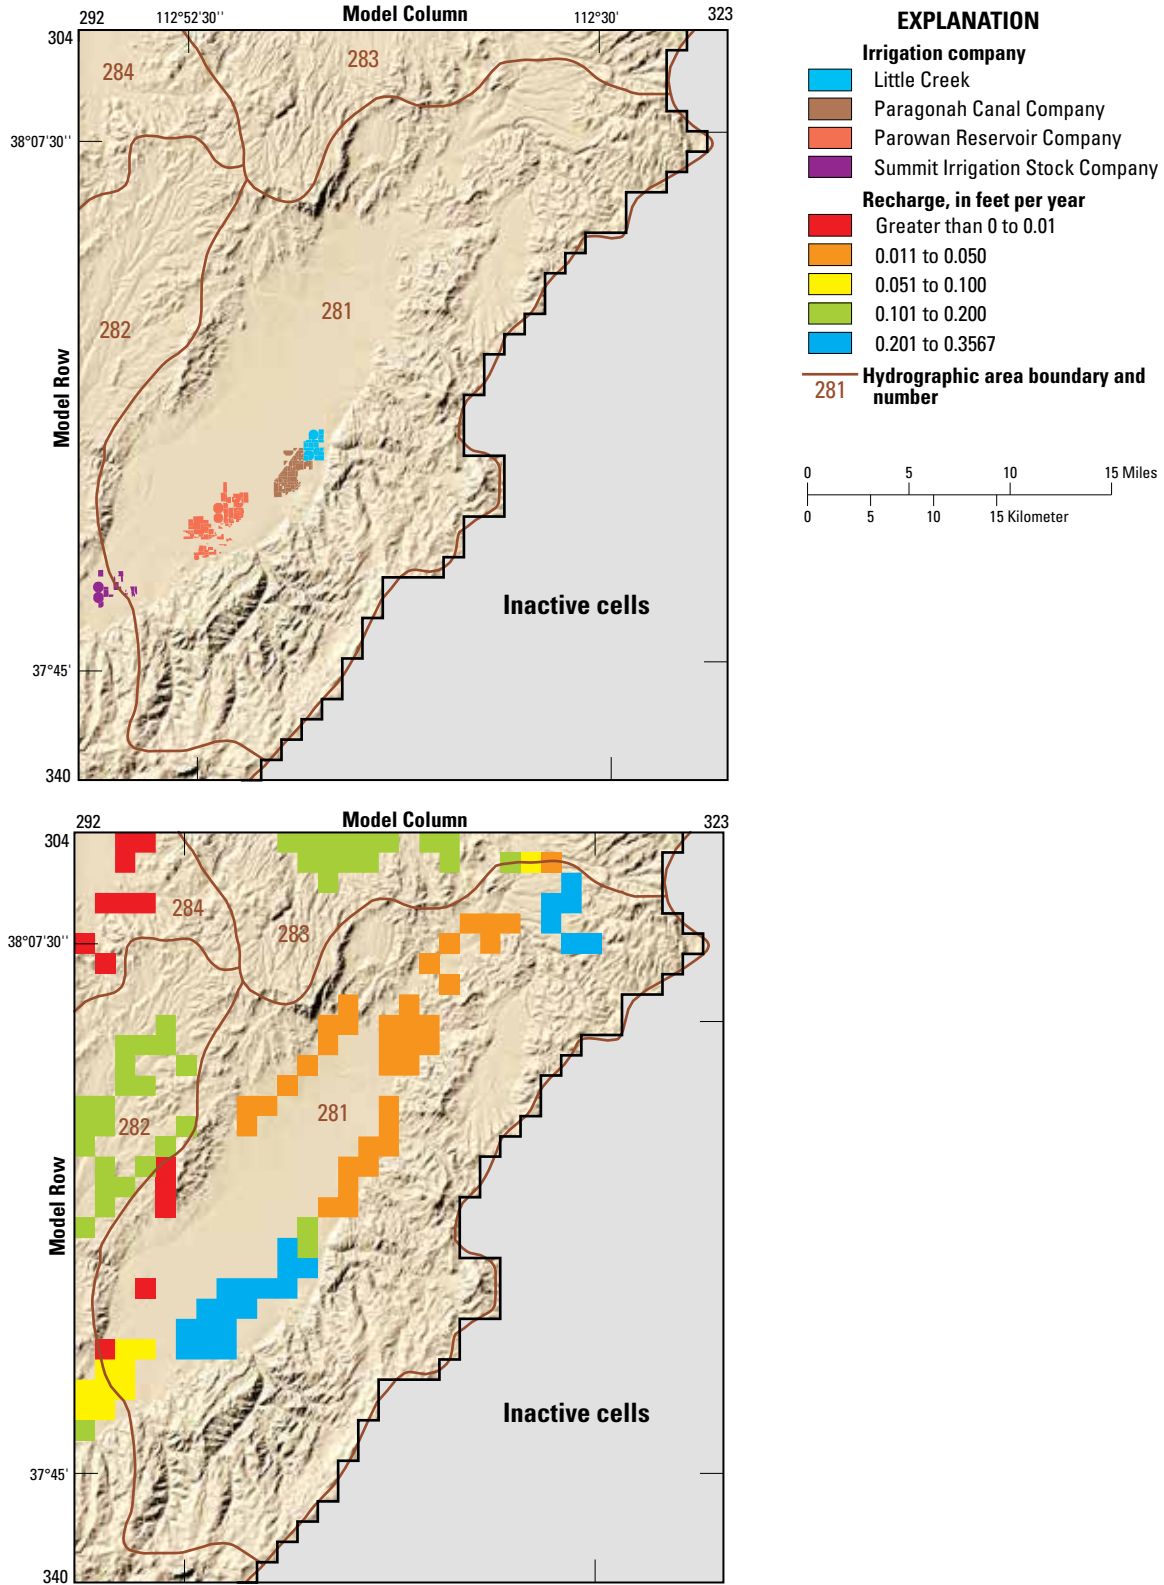 Model Column
292
112°52'30''
112°30'
323
304
284
283
38°07'30''
281
282
Model Row
Inactive cells
37°45'
340
EXPLANATION
Irrigation company
Little Creek
Paragonah Canal Company
Parowan Reservoir Company
Summit Irrigation Stock Company
Recharge, in feet per year
Greater than 0 to 0.01
0.011 to 0.050
0.051 to 0.100
0.101 to 0.200
0.201 to 0.3567
281 Hydrographic area boundary and
number
0 5 10 15 Miles
0 5 10 15 Kilometer
292
Model Column
323
304
284
283
38°07'30''
281
282
Model Row
Inactive cells
37°45'
340